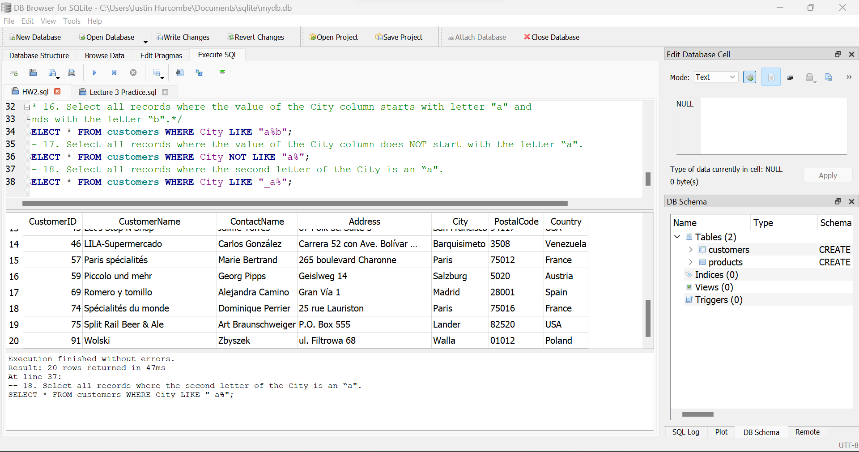 DB Browser for SQLite - C:\Users\Justin Hurcombe\Documents\sqlite\mydb.db
File Edit View Tools Help
New Database Open Database Write Changes Revert Changes Open Project Save Project Attach Database Close Database
Database Structure Browse Data Edit Pragmas Execute SQL
HW2.sql Lecture 3 Practice.sql
32 * 16. Select all records where the value of the City column starts with letter "a" and
33 nds with the letter "b".*/
34 ELECT * FROM customers WHERE City LIKE "a%b";
35 - 17. Select all records where the value of the City column does NOT start with the letter “a”.
36 ELECT * FROM customers WHERE City NOT LIKE "a%";
37 - 18. Select all records where the second letter of the City is an “a”.
38 ELECT * FROM customers WHERE City LIKE "_a%";
CustomerID CustomerName ContactName Address City PostalCode Country
14 46 LILA-Supermercado Carlos González Carrera 52 con Ave. Bolívar ... Barquisimeto 3508 Venezuela
15 57 Paris spécialités Marie Bertrand 265 boulevard Charonne Paris 75012 France
16 59 Piccolo und mehr Georg Pipps Geislweg 14 Salzburg 5020 Austria
17 69 Romero y tomillo Alejandra Camino Gran Vía 1 Madrid 28001 Spain
18 74 Spécialités du monde Dominique Perrier 25 rue Lauriston Paris 75016 France
19 75 Split Rail Beer & Ale Art Braunschweiger P.O. Box 555 Lander 82520 USA
20 91 Wolski Zbyszek ul. Filtrowa 68 Walla 01012 Poland
Execution finished without errors.
Result: 20 rows returned in 47ms
At line 37:
-- 18. Select all records where the second letter of the City is an “a”.
SELECT * FROM customers WHERE City LIKE "_a%";
Edit Database Cell
Mode: Text
NULL
Type of data currently in cell: NULL
0 byte(s)
Apply
DB Schema
Name Type Schema
Tables (2)
customers CREATE
products CREATE
Indices (0)
Views (0)
Triggers (0)
SQL Log Plot DB Schema Remote
UTF-8